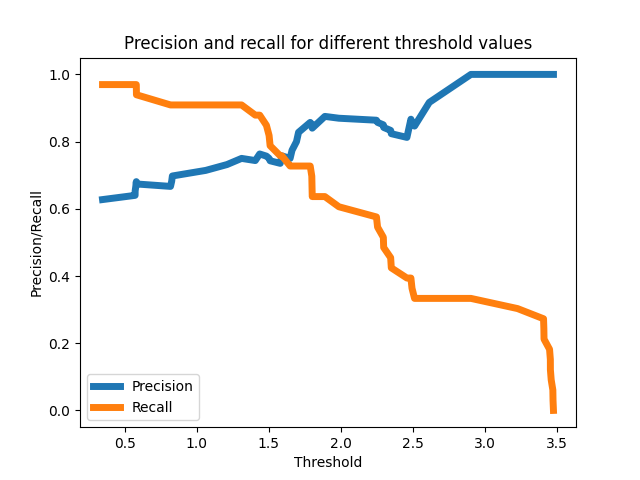 Precision and recall for different threshold values
Precision/Recall
1.0
0.8
0.6
0.4
0.2
0.0
Precision
Recall
0.5 1.0 1.5 2.0 2.5 3.0 3.5
Threshold